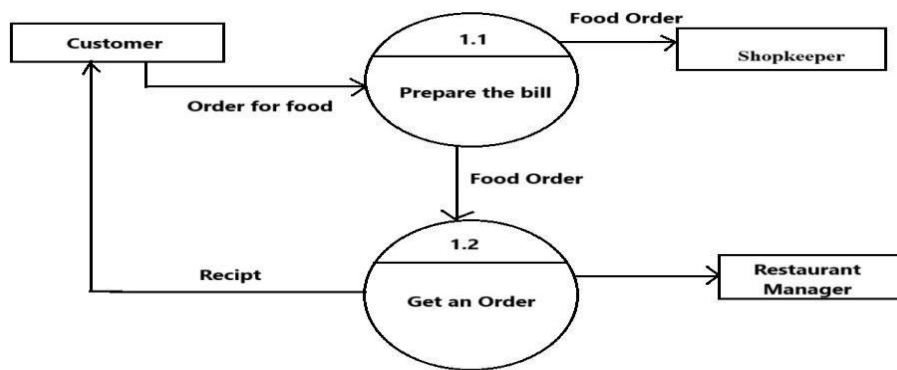 Food Order
Customer
1.1
Shopkeeper
Prepare the bill
Order for food
Food Order
1.2
Recipt
Get an Order
Restaurant
Manager